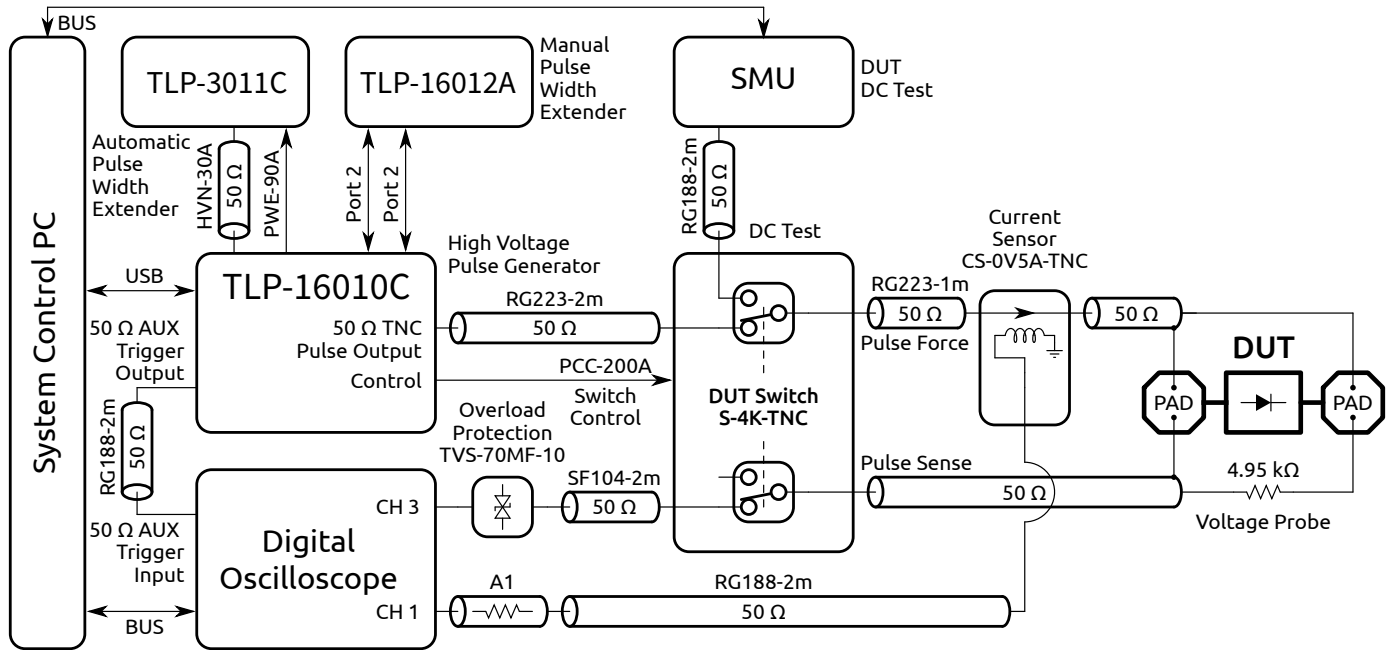 BUS
TLP-3011C
TLP-16012A
Manual
Pulse
Width
Extender
SMU
DUT
DC Test
Automatic
Pulse
Width
Extender
HVN-30A
50 Ω
PWE-90A
Port 2
Port 2
RG188-2m
50 Ω
DC Test
Current
Sensor
CS-0V5A-TNC
System Control PC
USB
TLP-16010C
High Voltage
Pulse Generator
50 Ω TNC
Pulse Output
Control
RG223-2m
50 Ω
PCC-200A
Switch
Control
RG223-1m
50 Ω
Pulse Force
50 Ω
DUT
PAD
PAD
50 Ω AUX
Trigger
Output
RG188-2m
50 Ω
50 Ω AUX
Trigger
Input
DUT Switch
S-4K-TNC
Overload
Protection
TVS-70MF-10
SF104-2m
50 Ω
Pulse Sense
50 Ω
4.95 kΩ
Voltage Probe
CH 3
Digital
Oscilloscope
CH 1
A1
RG188-2m
50 Ω
BUS